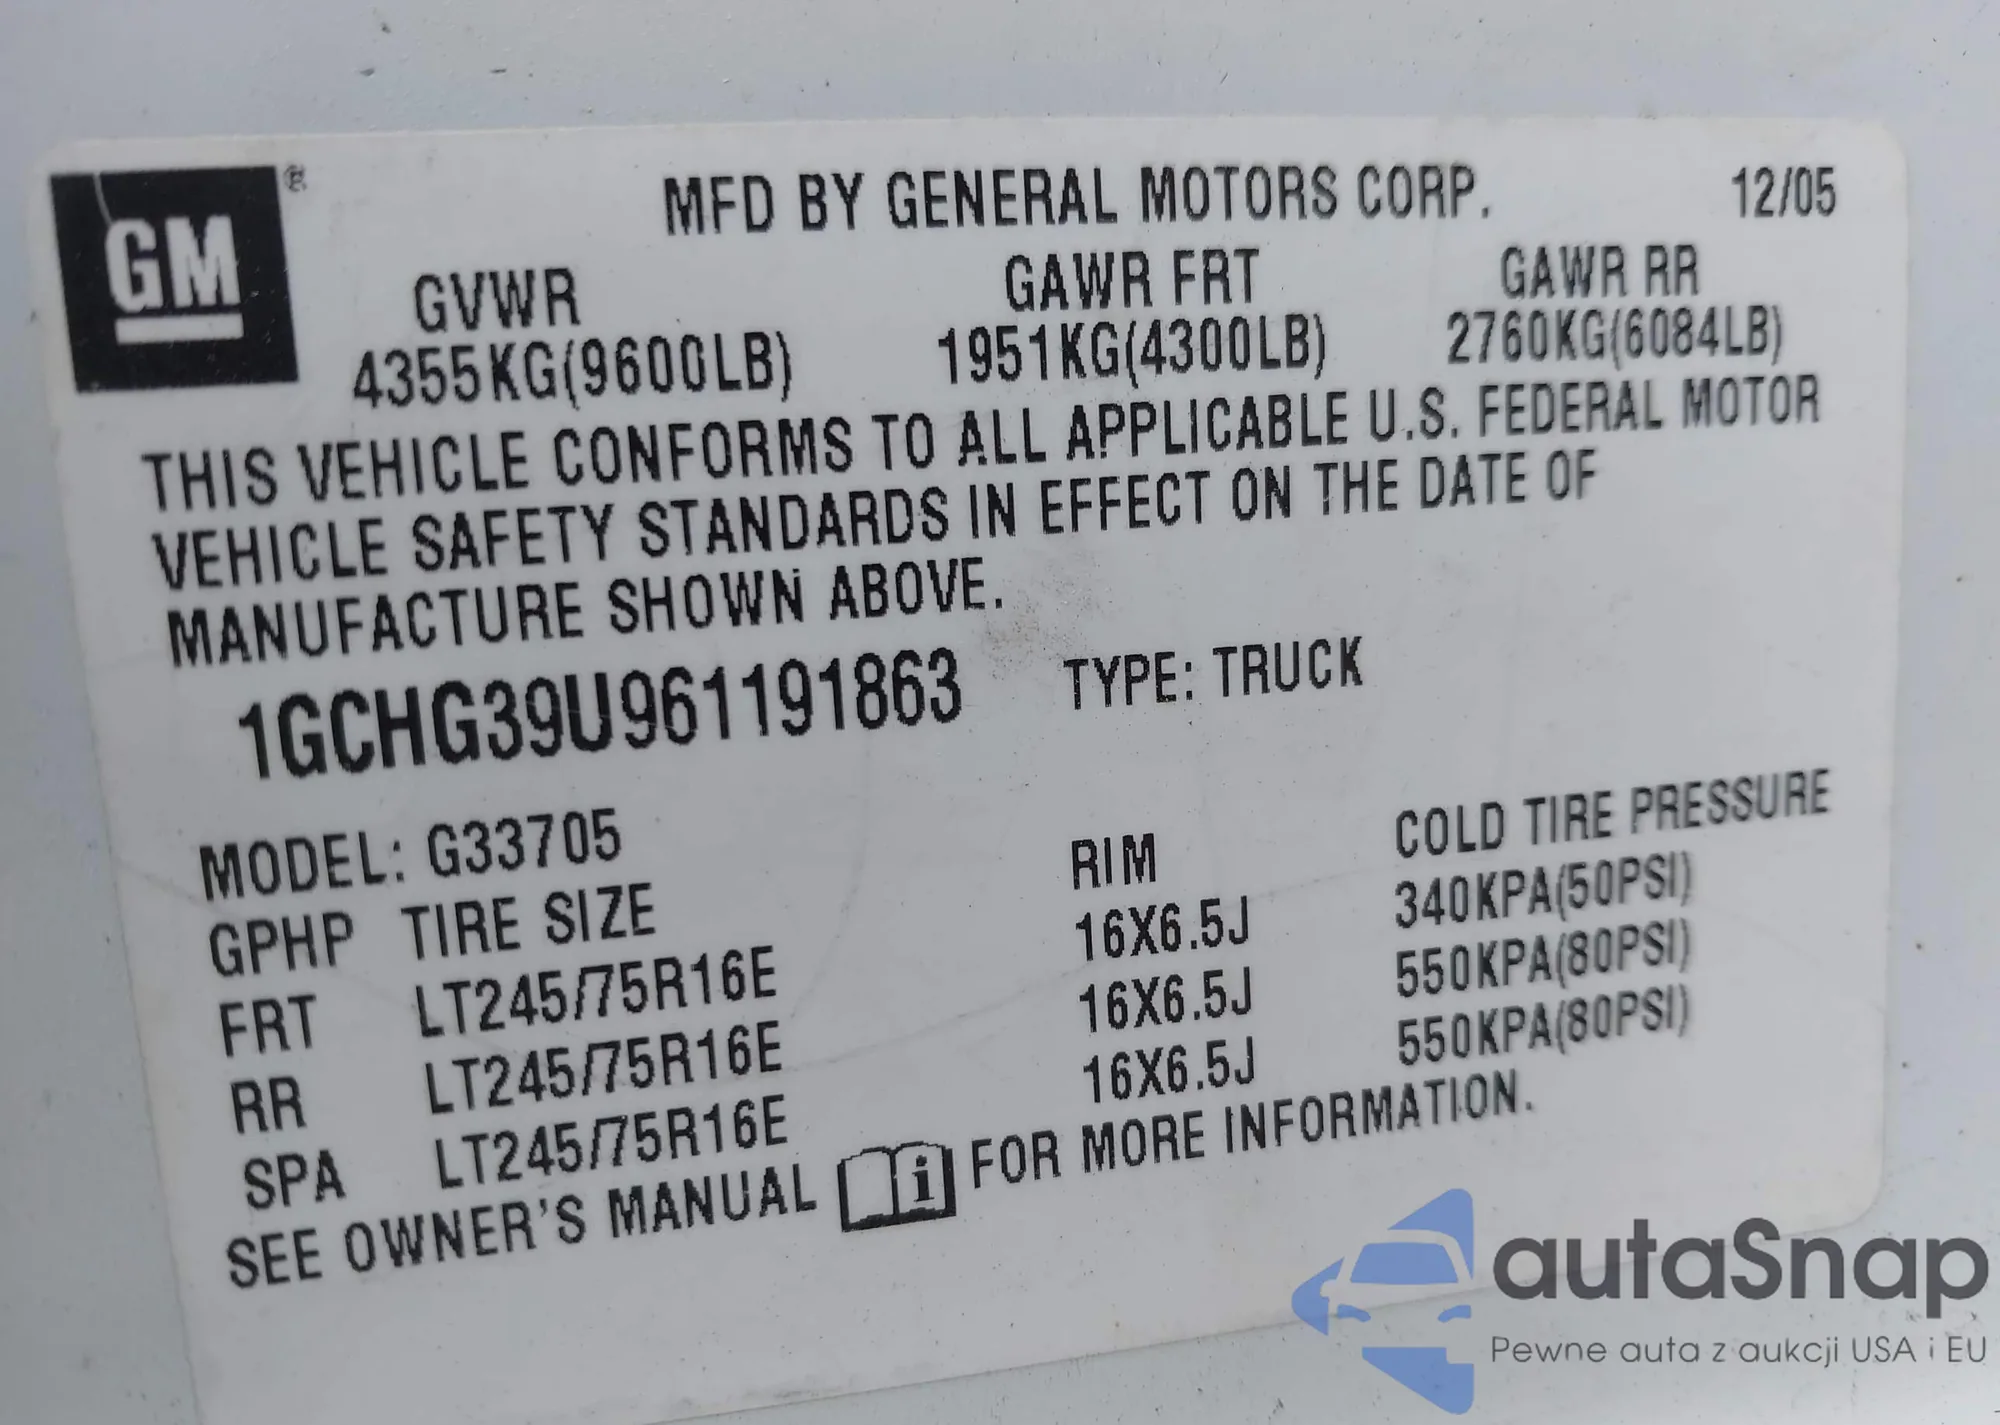 GM ®
MFD BY GENERAL MOTORS CORP. 12/05
GVWR GAWR FRT GAWR RR
4355KG(9600LB) 1951KG(4300LB) 2760KG(6084LB)
THIS VEHICLE CONFORMS TO ALL APPLICABLE U.S. FEDERAL MOTOR
VEHICLE SAFETY STANDARDS IN EFFECT ON THE DATE OF
MANUFACTURE SHOWN ABOVE.
1GCHG39U961191863 TYPE: TRUCK
MODEL: G33705
GPHP TIRE SIZE RIM COLD TIRE PRESSURE
FRT LT245/75R16E 16X6.5J 340KPA(50PSI)
RR LT245/75R16E 16X6.5J 550KPA(80PSI)
SPA LT245/75R16E 16X6.5J 550KPA(80PSI)
SEE OWNER'S MANUAL i FOR MORE INFORMATION.
autaSnap
Pewne auta z aukcji USA i EU